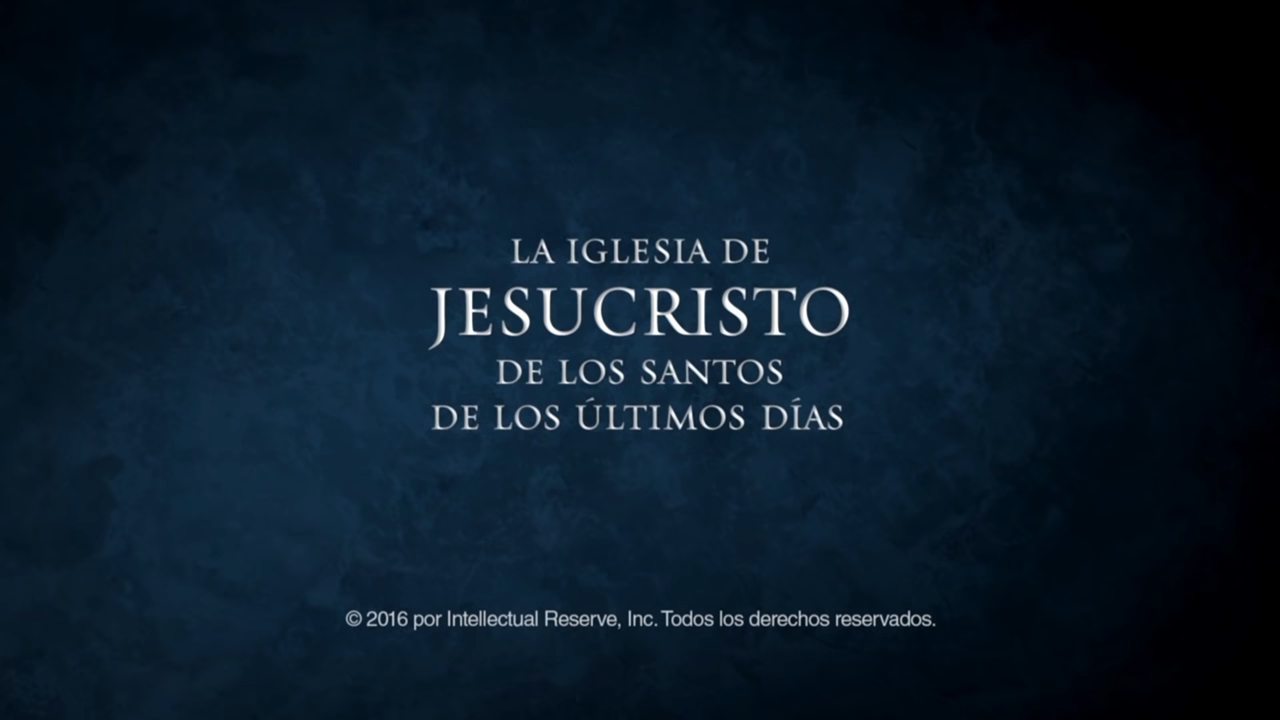 LA IGLESIA DE
JESUCRISTO
DE LOS SANTOS
DE LOS ÚLTIMOS DÍAS
© 2016 por Intellectual Reserve, Inc. Todos los derechos reservados.